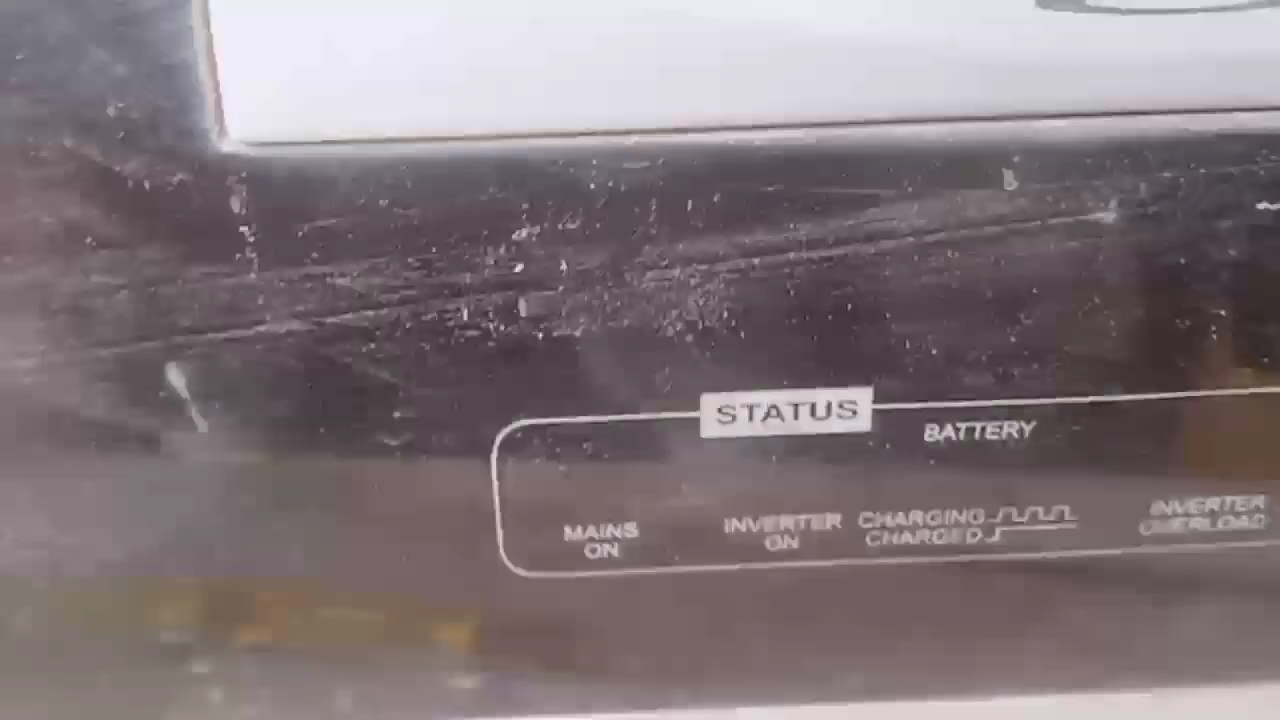 STATUS
BATTERY
MAINS
ON
INVERTER
ON
CHARGING
CHARGED
INVERTER
OVERLOAD